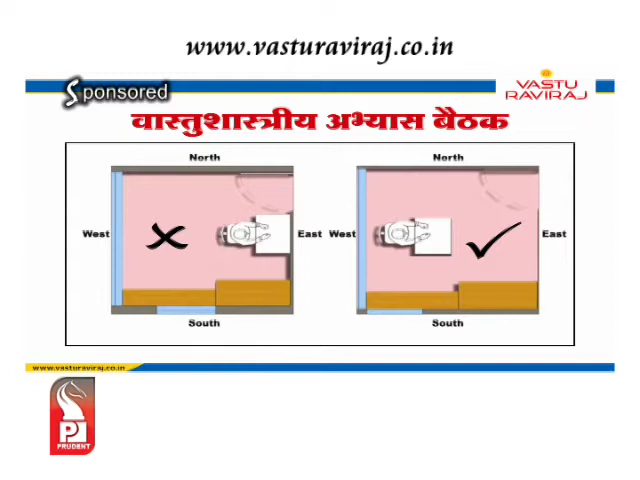 www.vasturaviraj.co.in
Sponsored
VASTU
RAVIRAJ
वास्तुशास्त्रीय अभ्यास बैठक
North North
West East West East
South South
www.vasturaviraj.co.in
PRUDENT